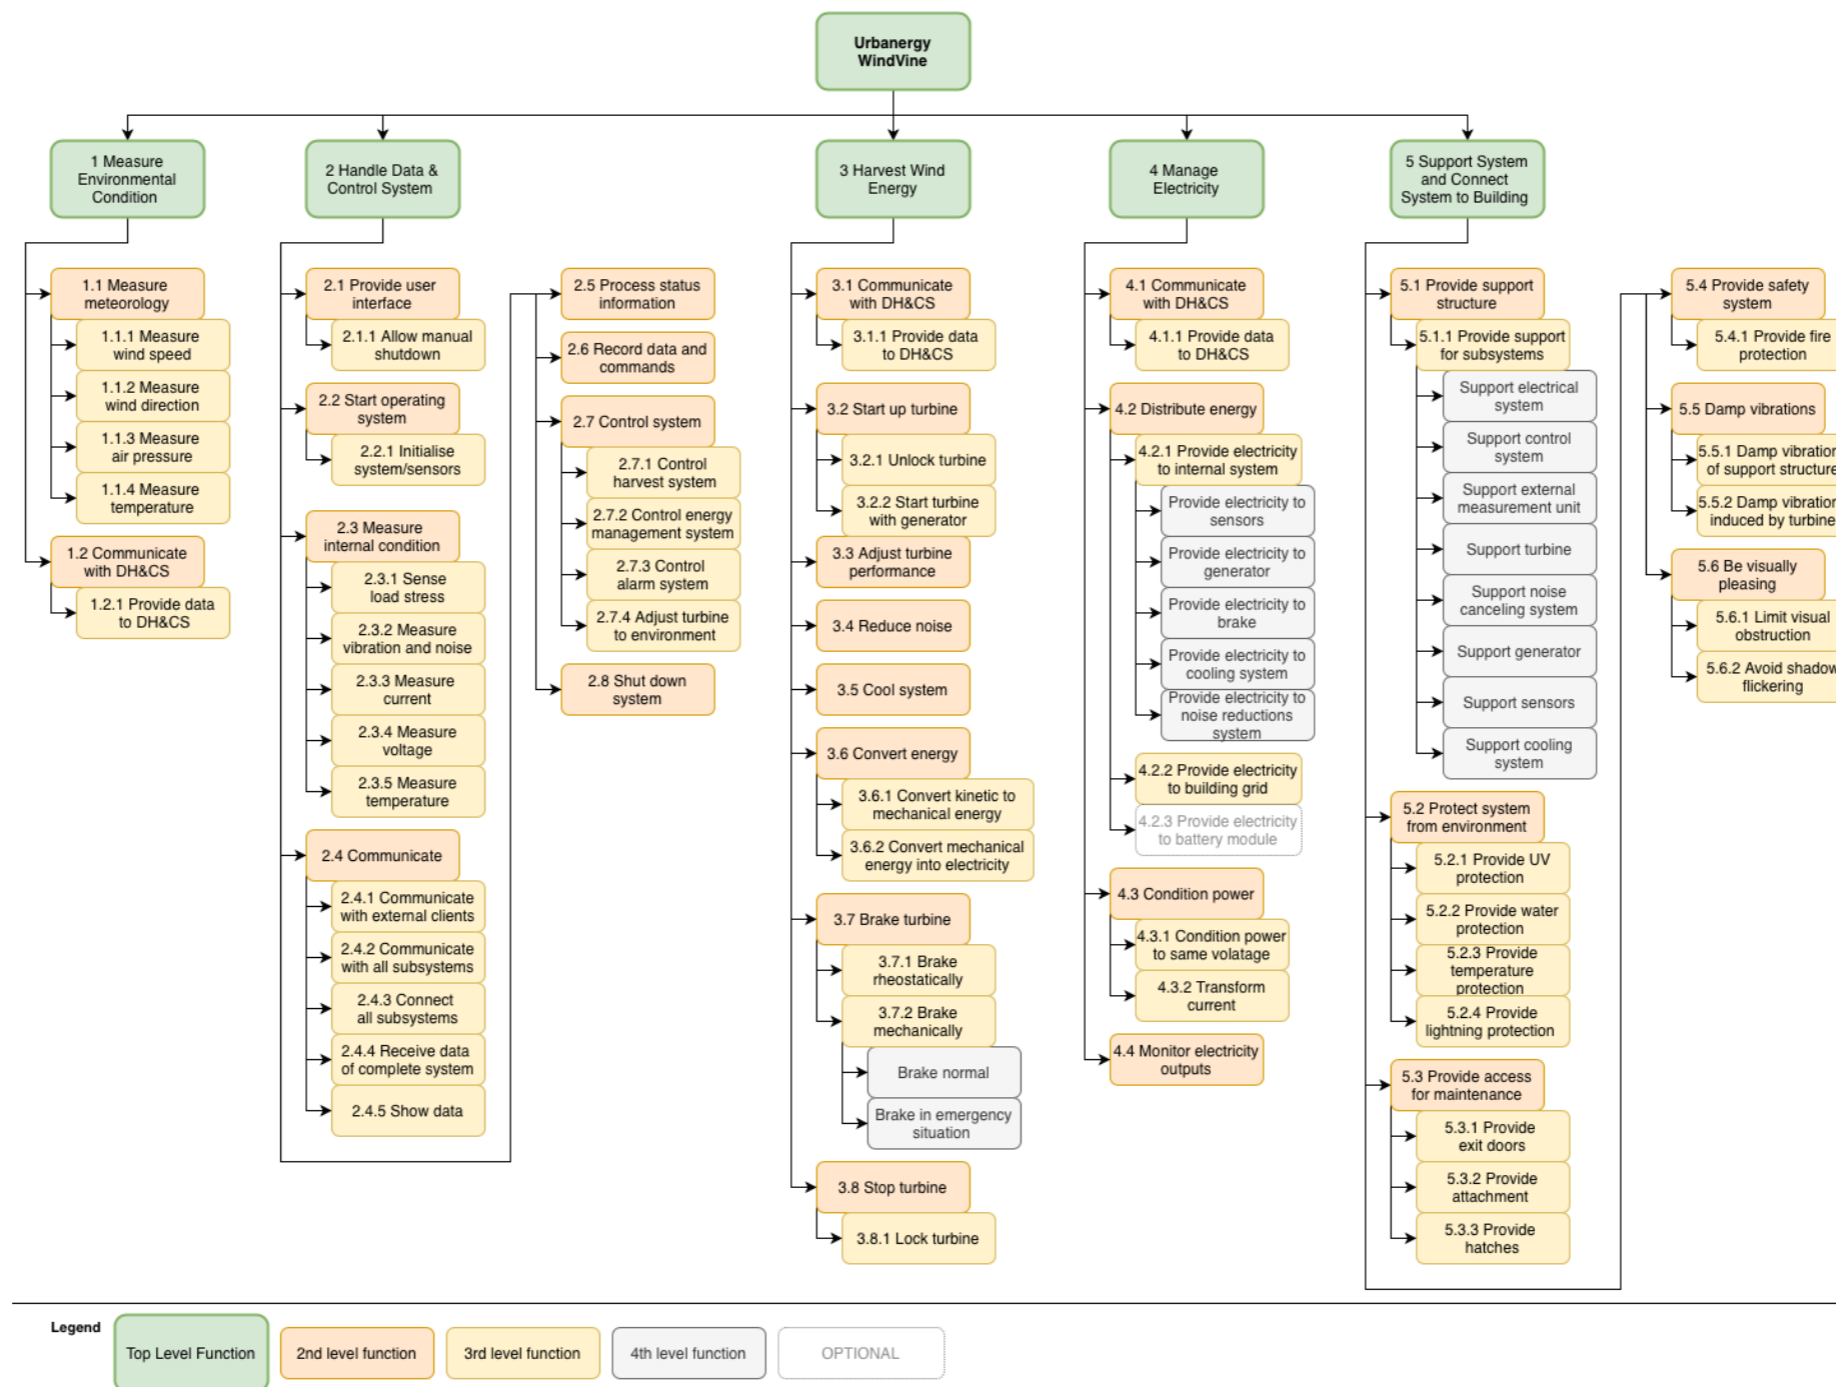 Urbanergy
WindVine
1 Measure
Environmental
Condition
2 Handle Data &
Control System
3 Harvest Wind
Energy
4 Manage
Electricity
5 Support System
and Connect
System to Building
1.1 Measure
meteorology
1.1.1 Measure
wind speed
1.1.2 Measure
wind direction
1.1.3 Measure
air pressure
1.1.4 Measure
temperature
1.2 Communicate
with DH&CS
1.2.1 Provide data
to DH&CS
2.1 Provide user
interface
2.1.1 Allow manual
shutdown
2.2 Start operating
system
2.2.1 Initialise
system/sensors
2.3 Measure
internal condition
2.3.1 Sense
load stress
2.3.2 Measure
vibration and noise
2.3.3 Measure
current
2.3.4 Measure
voltage
2.3.5 Measure
temperature
2.4 Communicate
2.4.1 Communicate
with external clients
2.4.2 Communicate
with all subsystems
2.4.3 Connect
all subsystems
2.4.4 Receive data
of complete system
2.4.5 Show data
2.5 Process status
information
2.6 Record data and
commands
2.7 Control system
2.7.1 Control
harvest system
2.7.2 Control energy
management system
2.7.3 Control
alarm system
2.7.4 Adjust turbine
to environment
2.8 Shut down
system
3.1 Communicate
with DH&CS
3.1.1 Provide data
to DH&CS
3.2 Start up turbine
3.2.1 Unlock turbine
3.2.2 Start turbine
with generator
3.3 Adjust turbine
performance
3.4 Reduce noise
3.5 Cool system
3.6 Convert energy
3.6.1 Convert kinetic to
mechanical energy
3.6.2 Convert mechanical
energy into electricity
3.7 Brake turbine
3.7.1 Brake
rheostatically
3.7.2 Brake
mechanically
Brake normal
Brake in emergency
situation
3.8 Stop turbine
3.8.1 Lock turbine
4.1 Communicate
with DH&CS
4.1.1 Provide data
to DH&CS
4.2 Distribute energy
4.2.1 Provide electricity
to internal system
Provide electricity to
sensors
Provide electricity to
generator
Provide electricity to
brake
Provide electricity to
cooling system
Provide electricity to
noise reductions
system
4.2.2 Provide electricity
to building grid
4.2.3 Provide electricity
to battery module
4.3 Condition power
4.3.1 Condition power
to same volatage
4.3.2 Transform
current
4.4 Monitor electricity
outputs
5.1 Provide support
structure
5.1.1 Provide support
for subsystems
Support electrical
system
Support control
system
Support external
measurement unit
Support turbine
Support noise
canceling system
Support generator
Support sensors
Support cooling
system
5.2 Protect system
from environment
5.2.1 Provide UV
protection
5.2.2 Provide water
protection
5.2.3 Provide
temperature
protection
5.2.4 Provide
lightning protection
5.3 Provide access
for maintenance
5.3.1 Provide
exit doors
5.3.2 Provide
attachment
5.3.3 Provide
hatches
5.4 Provide safety
system
5.4.1 Provide fire
protection
5.5 Damp vibrations
5.5.1 Damp vibration
of support structure
5.5.2 Damp vibration
induced by turbine
5.6 Be visually
pleasing
5.6.1 Limit visual
obstruction
5.6.2 Avoid shadow
flickering
Legend
Top Level Function
2nd level function
3rd level function
4th level function
OPTIONAL